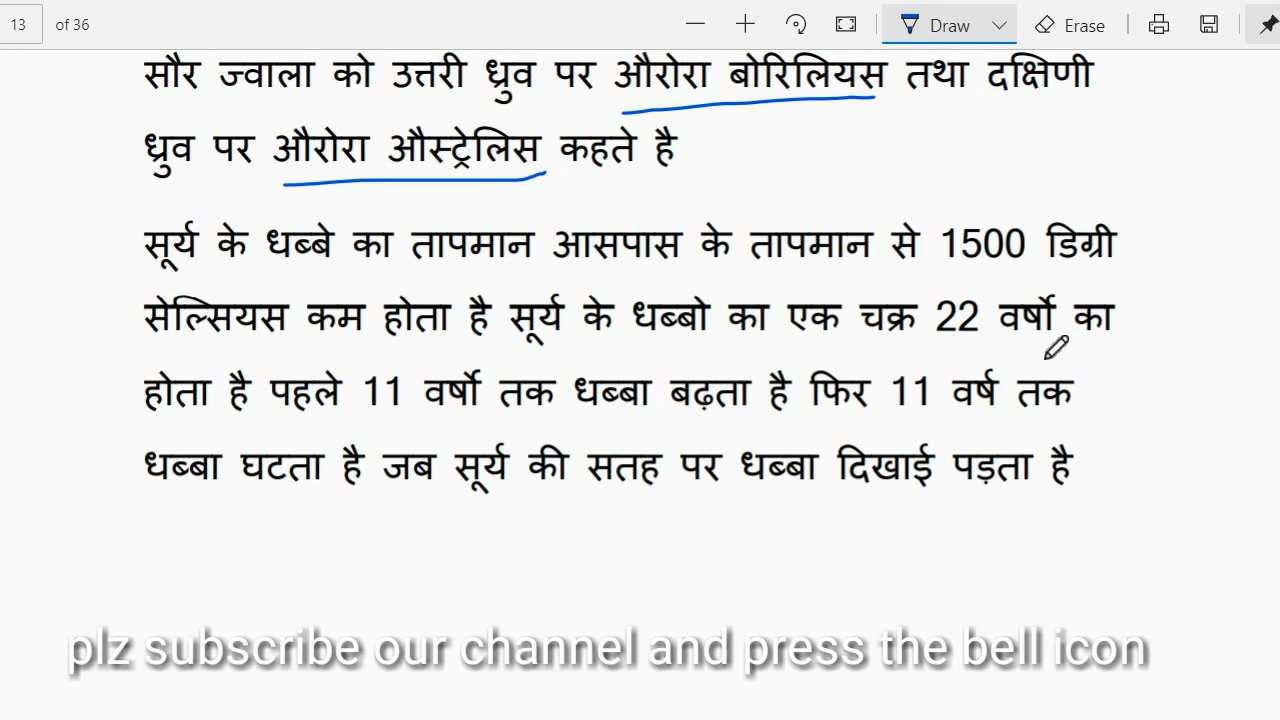 13 of 36 Draw Erase
सौर ज्वाला को उत्तरी ध्रुव पर औरोरा बोरिलियस तथा दक्षिणी
ध्रुव पर औरोरा औस्ट्रेलिस कहते है
सूर्य के धब्बे का तापमान आसपास के तापमान से 1500 डिग्री
सेल्सियस कम होता है सूर्य के धब्बो का एक चक्र 22 वर्षो का
होता है पहले 11 वर्षो तक धब्बा बढ़ता है फिर 11 वर्ष तक
धब्बा घटता है जब सूर्य की सतह पर धब्बा दिखाई पड़ता है
plz subscribe our channel and press the bell icon